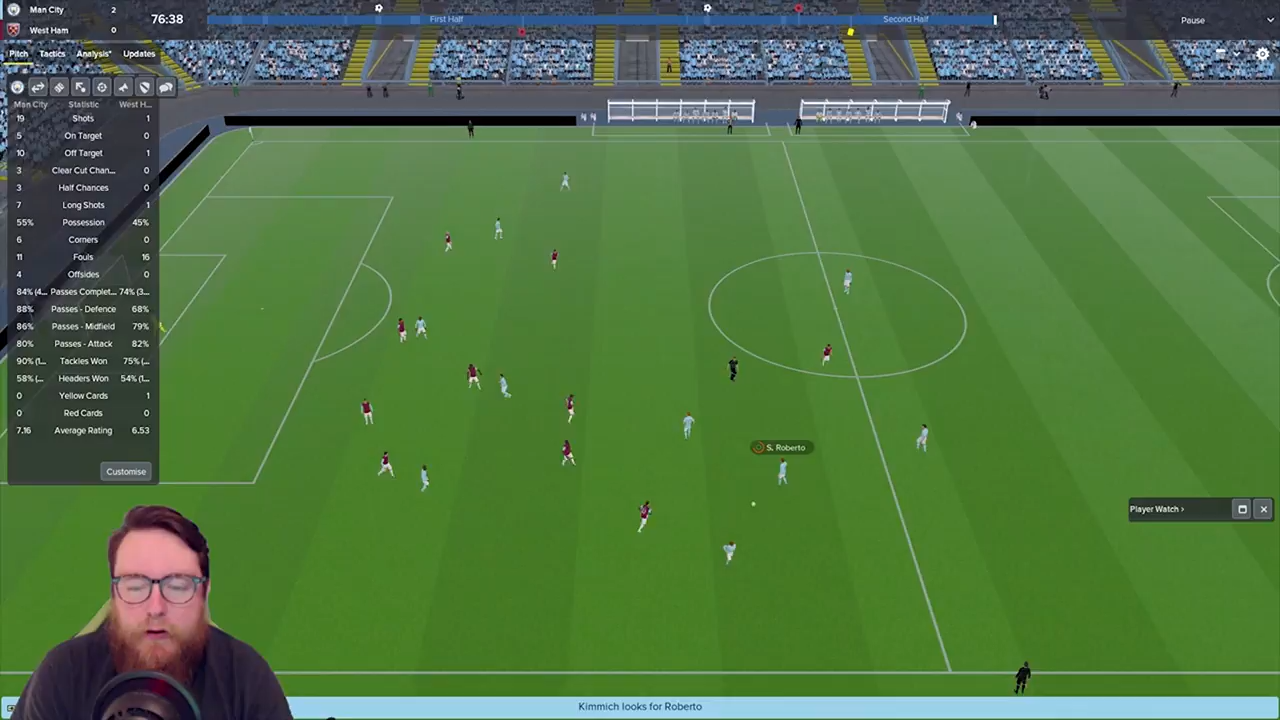 Man City 2
West Ham 0
76:38
First Half
Second Half
Pause
Pitch Tactics Analysis* Updates
Man City Statistic West H...
19 Shots 1
5 On Target 0
10 Off Target 1
3 Clear Cut Chan... 0
3 Half Chances 0
7 Long Shots 1
55% Possession 45%
6 Corners 0
11 Fouls 16
4 Offsides 0
84% (4... Passes Complet... 74% (3...
88% Passes - Defence 68%
86% Passes - Midfield 79%
80% Passes - Attack 82%
90% (1... Tackles Won 75% (...
58% (... Headers Won 54% (1...
0 Yellow Cards 1
0 Red Cards 0
7.16 Average Rating 6.53
Customise
S. Roberto
Player Watch >
Kimmich looks for Roberto